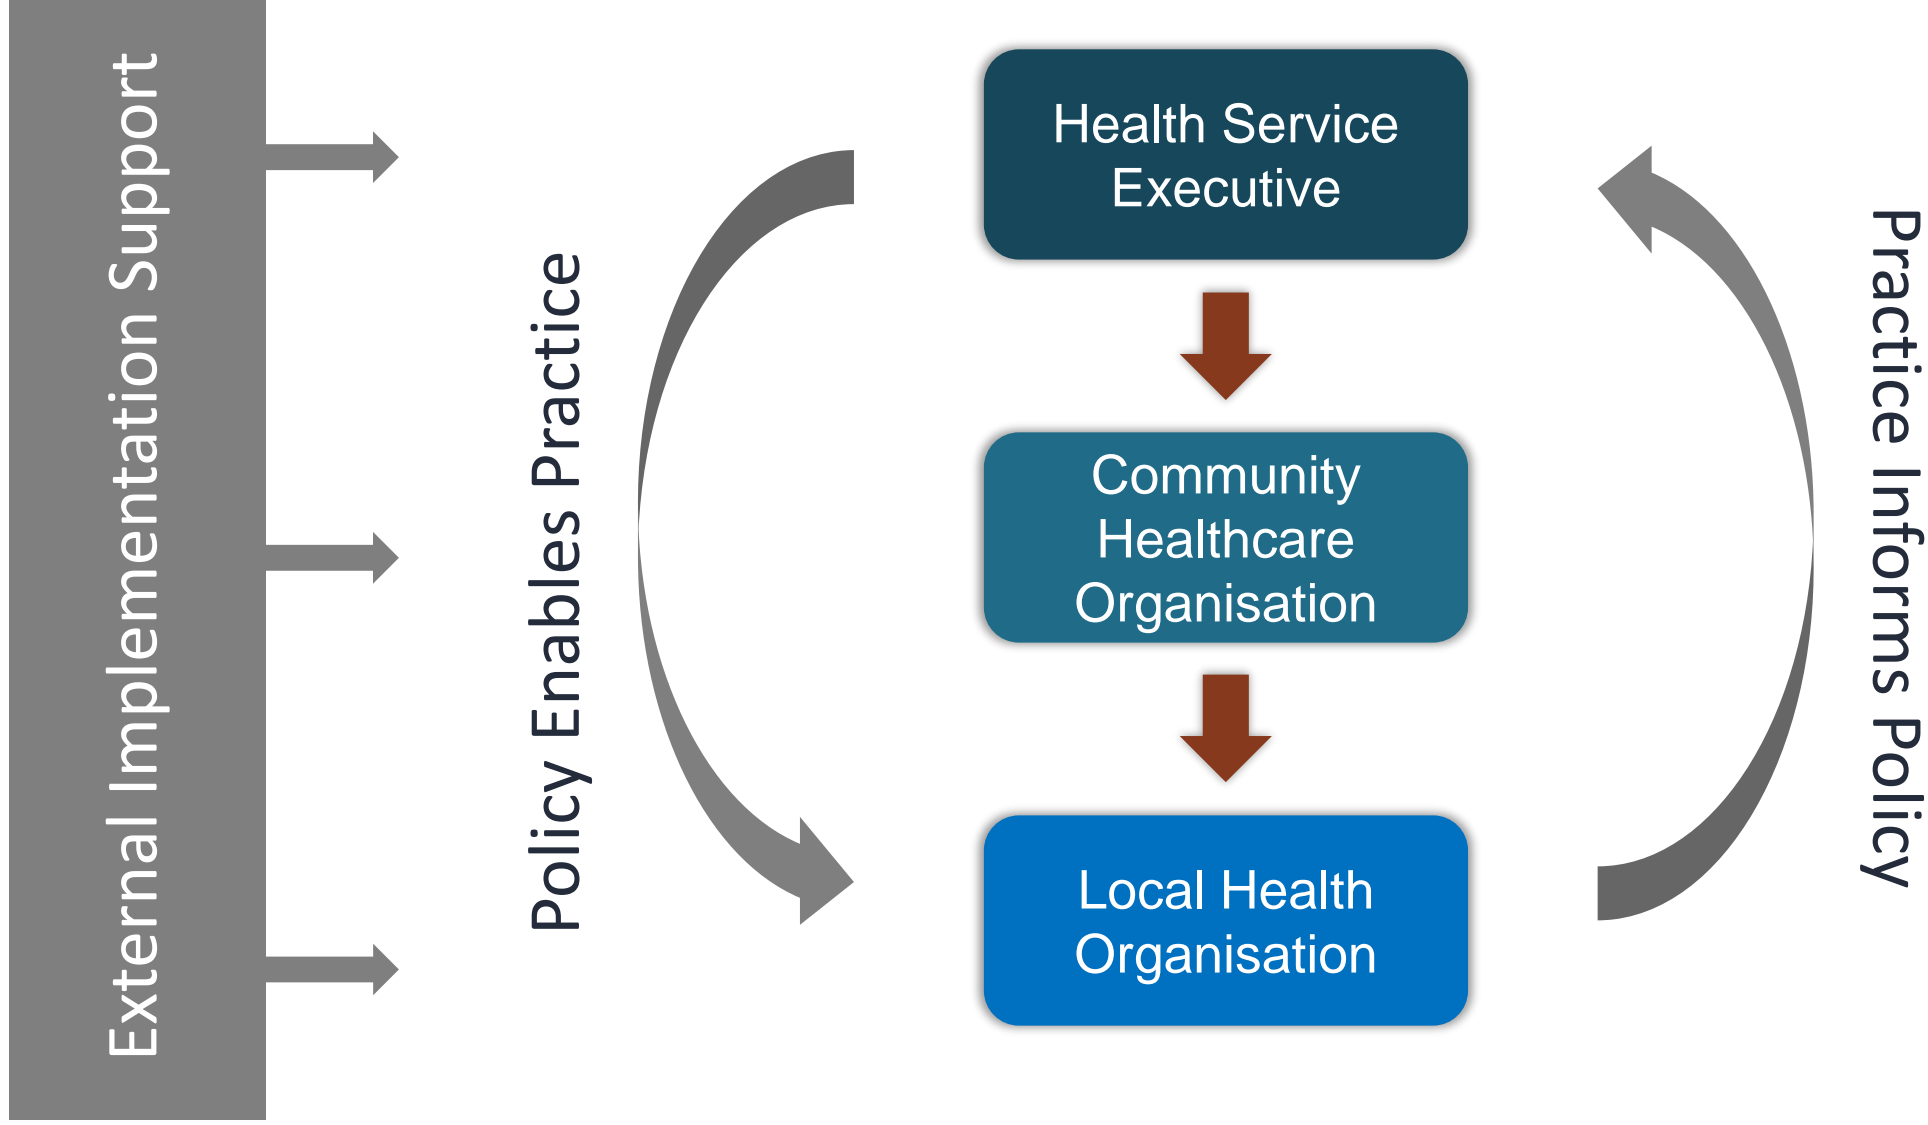 External Implementation Support
Policy Enables Practice
Health Service
Executive
Community
Healthcare
Organisation
Local Health
Organisation
Practice Informs Policy